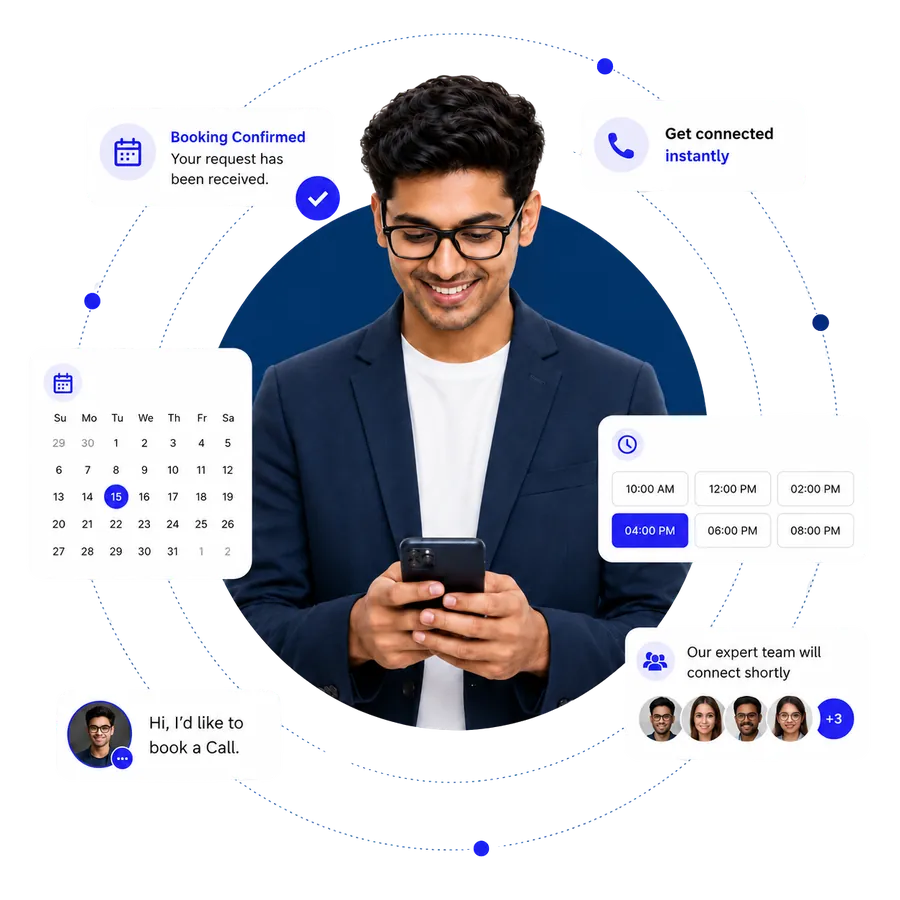 Booking Confirmed
Your request has
been received.
Get connected
instantly
Su Mo Tu We Th Fr Sa
29 30 1 2 3 4 5
6 7 8 9 10 11 12
13 14 15 16 17 18 19
20 21 22 23 24 25 26
27 28 29 30 31 1 2
10:00 AM 12:00 PM 02:00 PM
04:00 PM 06:00 PM 08:00 PM
Our expert team will
connect shortly
+3
Hi, I’d like to
book a Call.